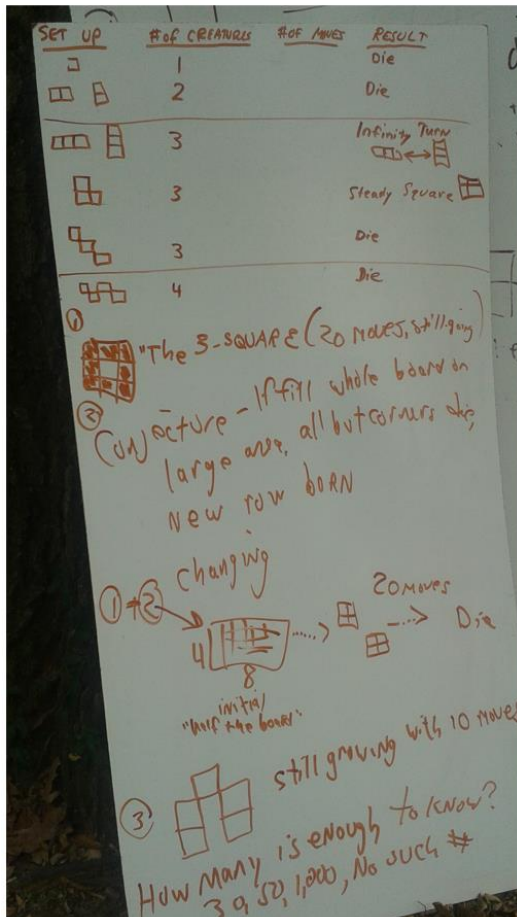 SET UP # of CREATURES # OF MOVES RESULT
1 Die
2 Die
3 Infinity Turn
3 Steady Square
3 Die
4 Die
①
"The 3-SQUARE (20 MOVES, still going)
②
Conjecture - If fill whole board or
large area, all but corners die,
New row BORN
changing
① + ② 20 MOVES
4 Die
8
initial
"half the board"
③ still growing with 10 moves
How Many is enough to know?
30, 50, 1,000, No such #